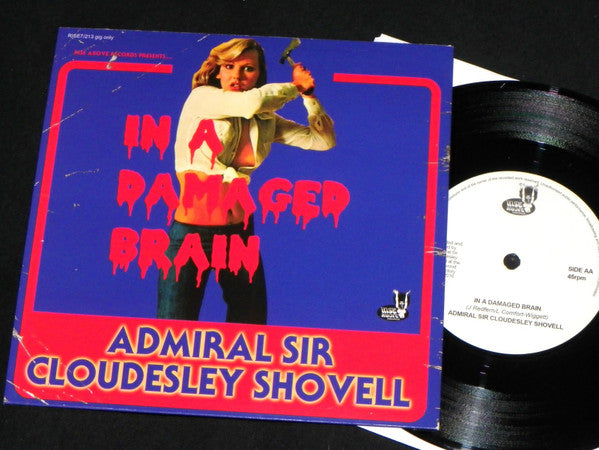 RISE7/213 gig only
RISE ABOVE RECORDS PRESENTS...
IN A
DAMAGED
BRAIN
ADMIRAL SIR
CLOUDESLEY SHOVELL
SIDE AA
45rpm
IN A DAMAGED BRAIN
(J Redfern/L Comfort-Wiggett)
ADMIRAL SIR CLOUDESLEY SHOVELL